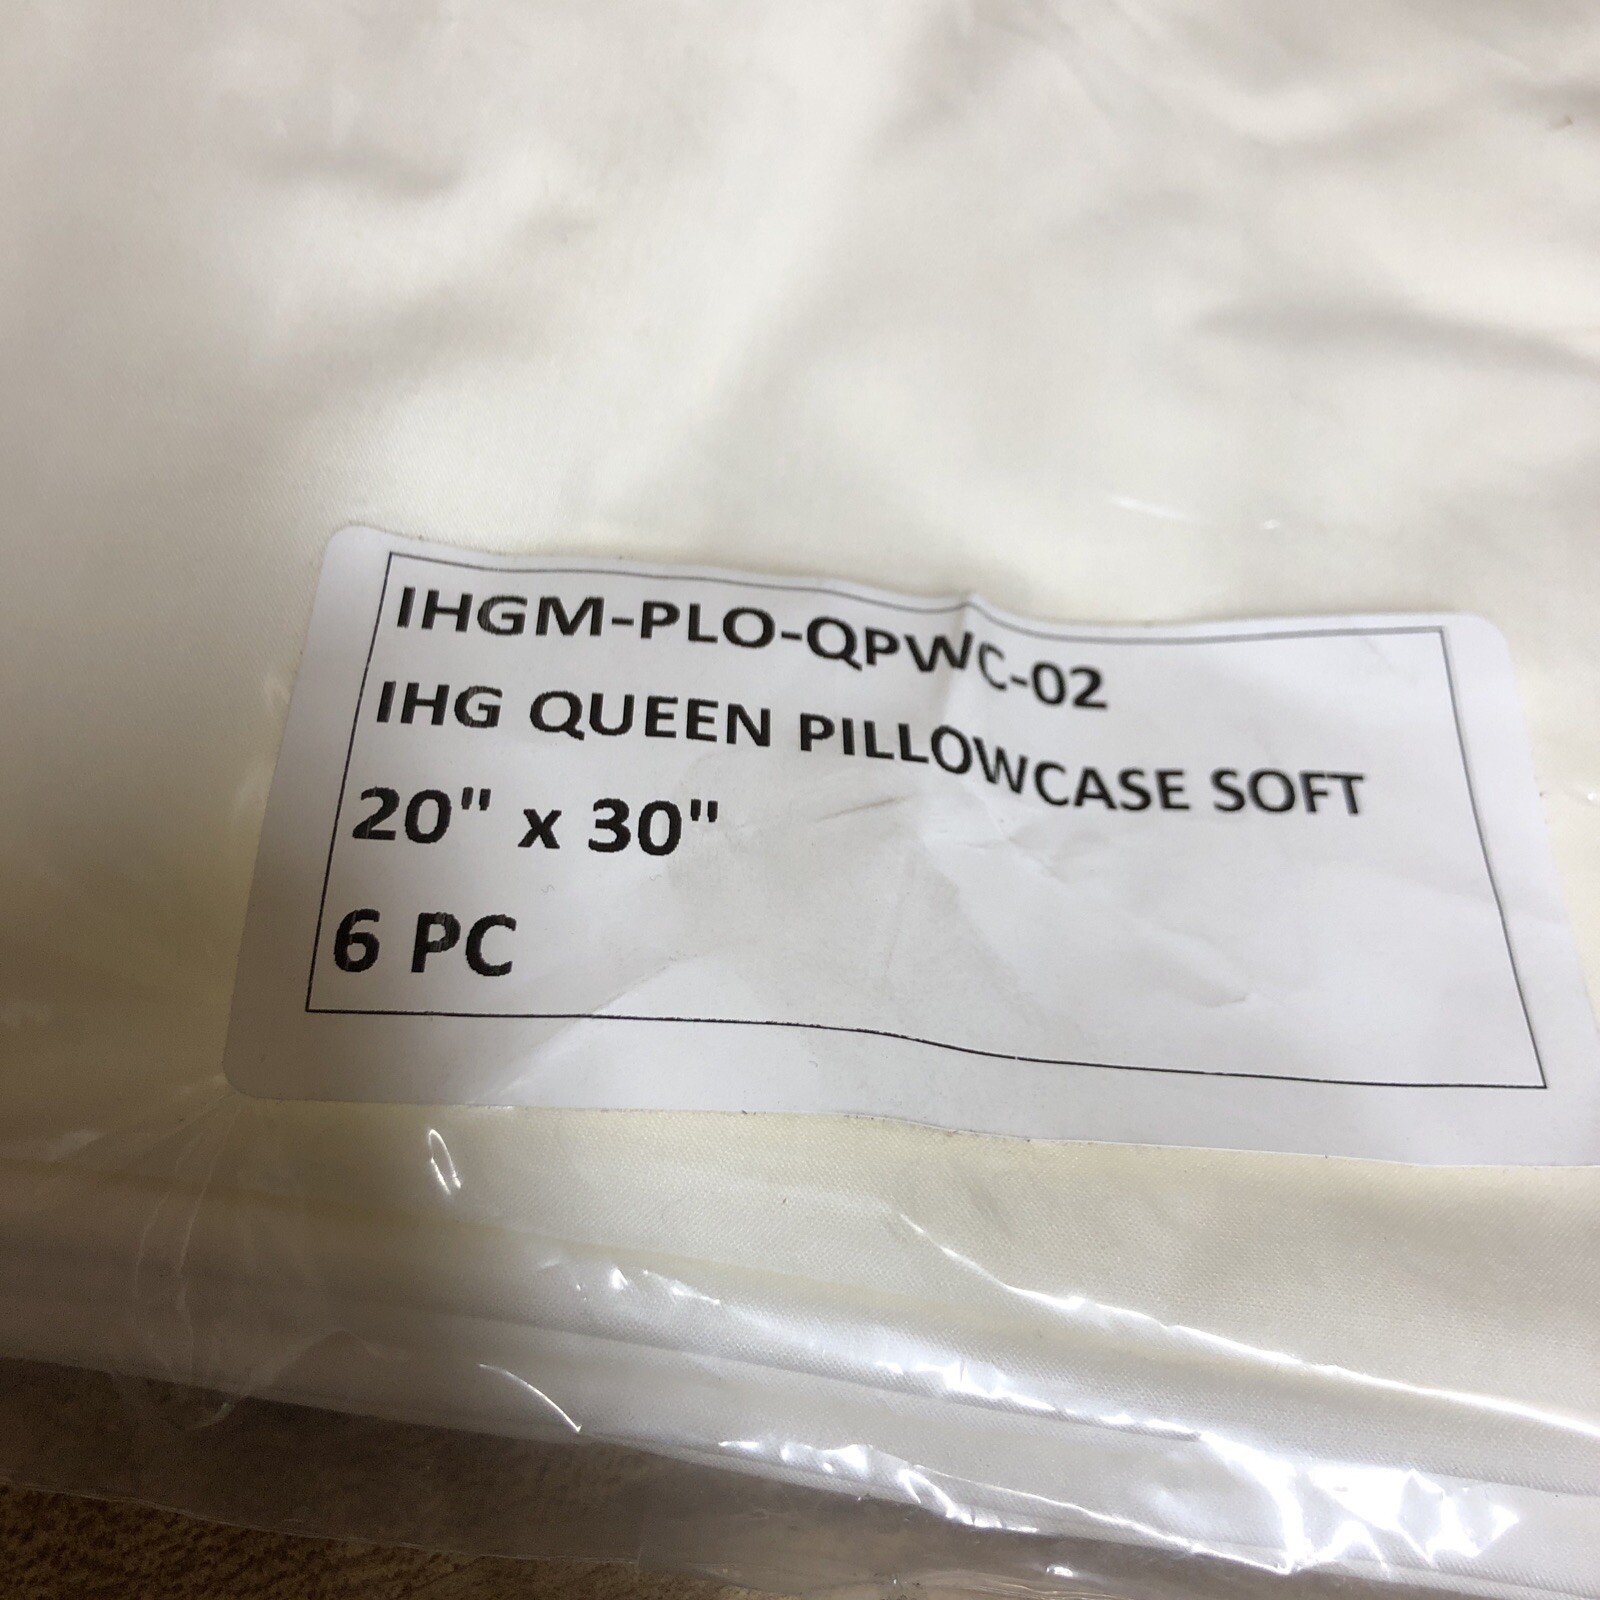 IHGM-PLO-QPWC-02
IHG QUEEN PILLOWCASE SOFT
20" x 30"
6 PC